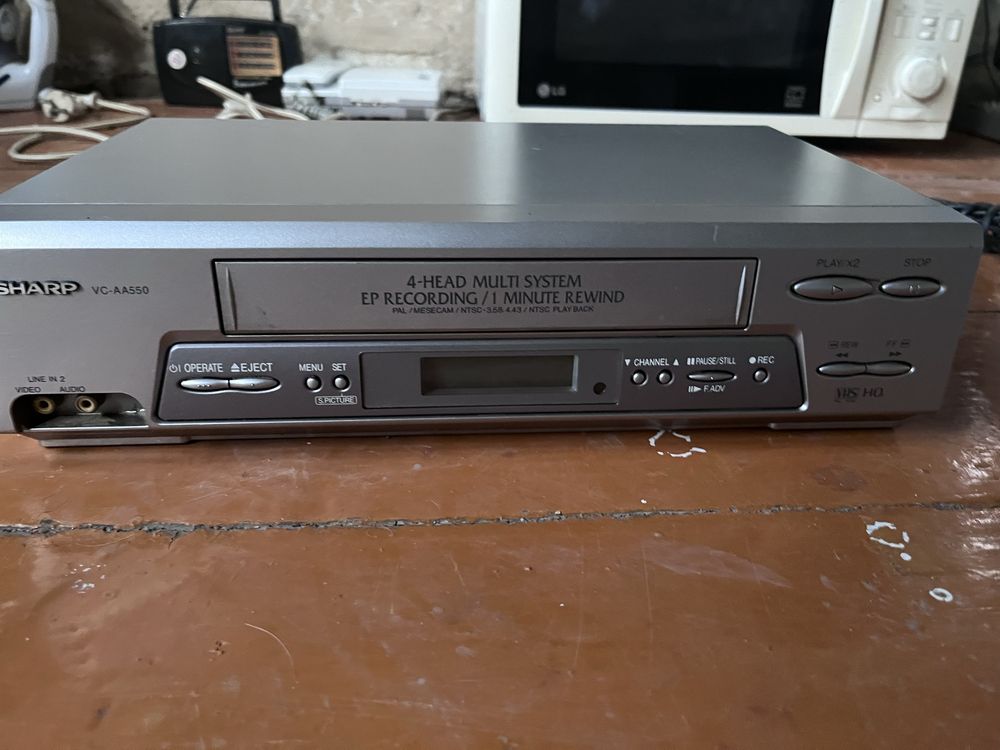 LG
SHARP VC-AA550
4-HEAD MULTI SYSTEM
EP RECORDING/1 MINUTE REWIND
PAL/MESECAM/NTSC-3.58 4.43/NTSC PLAY BACK
PLAY/X2 STOP
REW FF
VHS HQ
OPERATE EJECT
MENU SET
S.PICTURE
CHANNEL
PAUSE/STILL
F.ADV
REC
LINE IN 2
VIDEO AUDIO